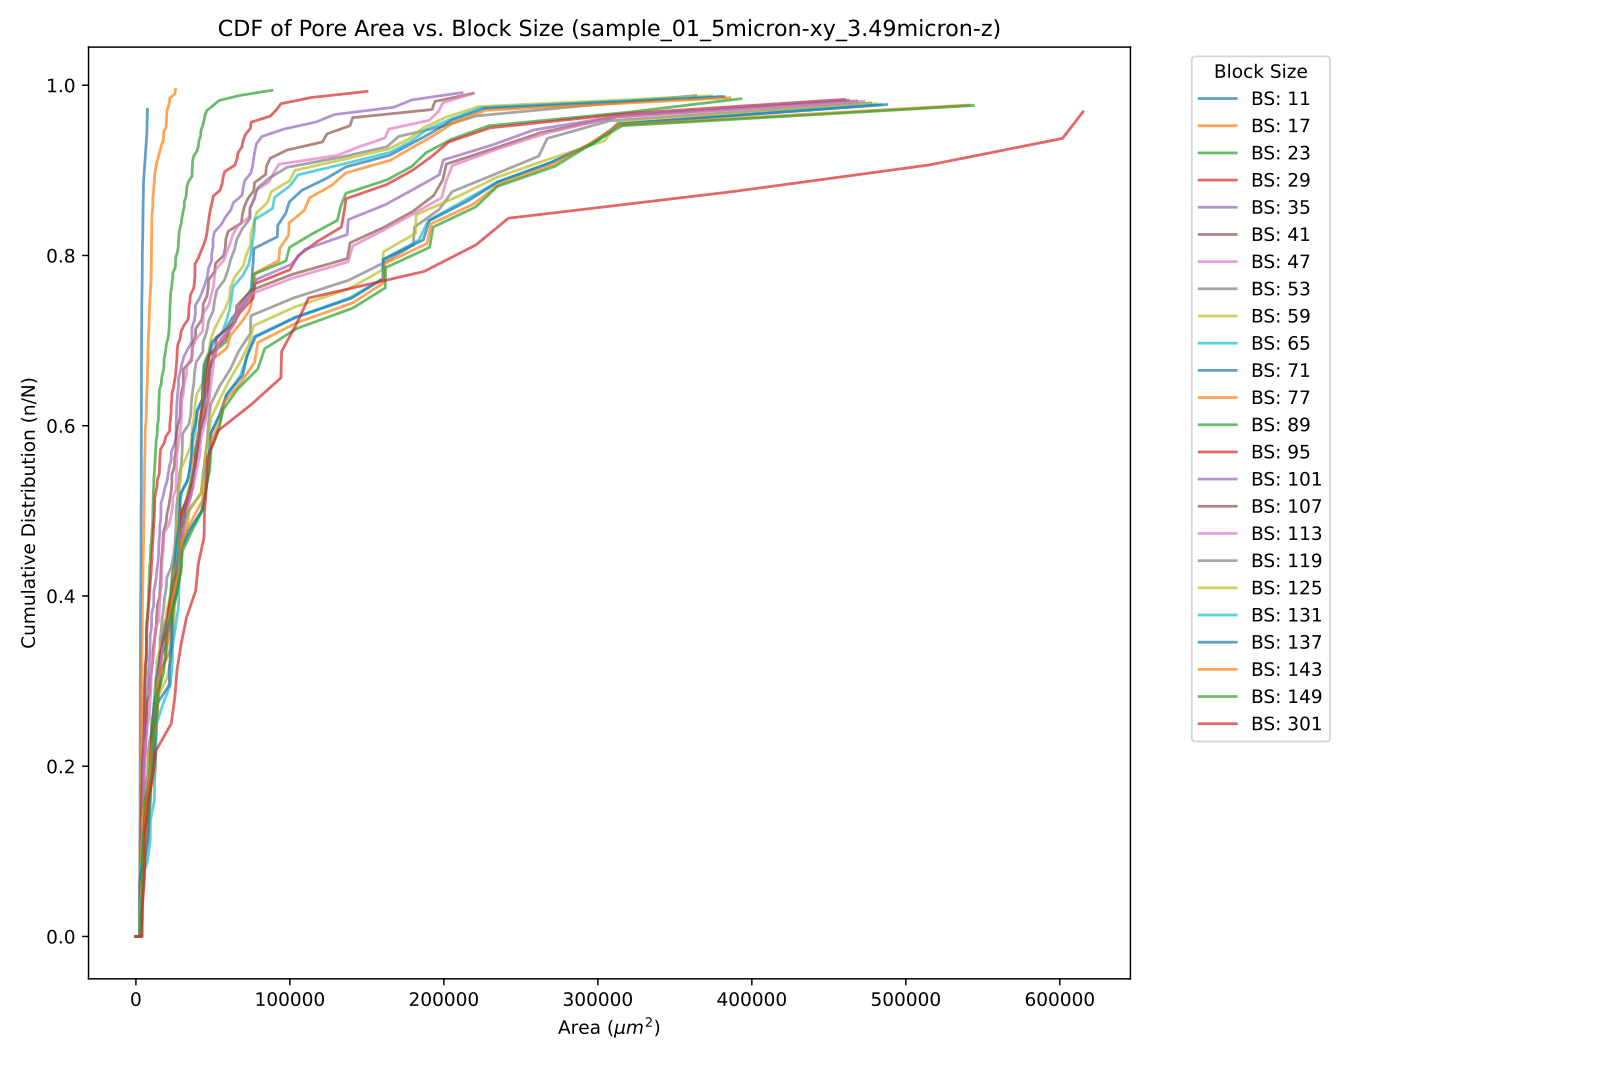 CDF of Pore Area vs. Block Size (sample_01_5micron-xy_3.49micron-z)
Cumulative Distribution (n/N)
1.0
0.8
0.6
0.4
0.2
0.0
0 100000 200000 300000 400000 500000 600000
Area (μm²)
Block Size
BS: 11
BS: 17
BS: 23
BS: 29
BS: 35
BS: 41
BS: 47
BS: 53
BS: 59
BS: 65
BS: 71
BS: 77
BS: 89
BS: 95
BS: 101
BS: 107
BS: 113
BS: 119
BS: 125
BS: 131
BS: 137
BS: 143
BS: 149
BS: 301